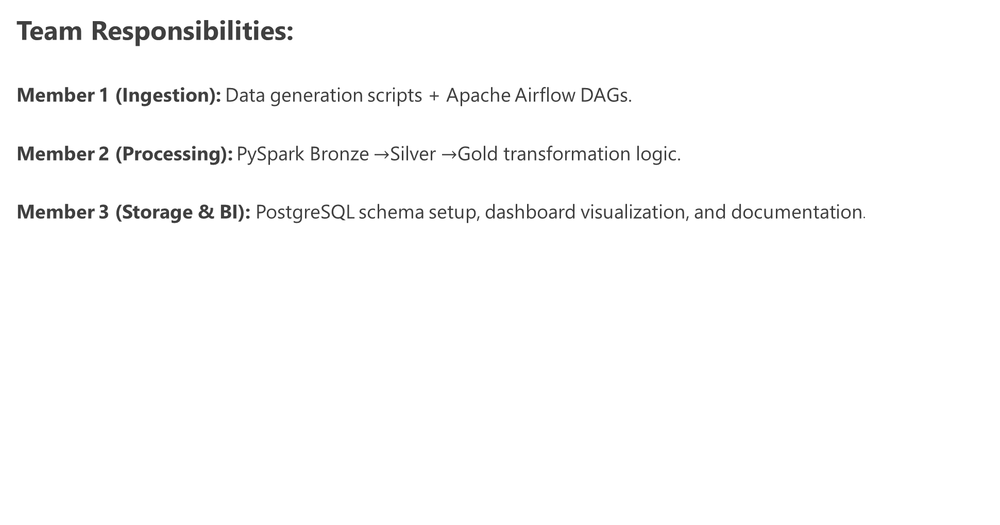 Team Responsibilities:
Member 1 (Ingestion): Data generation scripts + Apache Airflow DAGs.
Member 2 (Processing): PySpark Bronze →Silver →Gold transformation logic.
Member 3 (Storage & BI): PostgreSQL schema setup, dashboard visualization, and documentation.